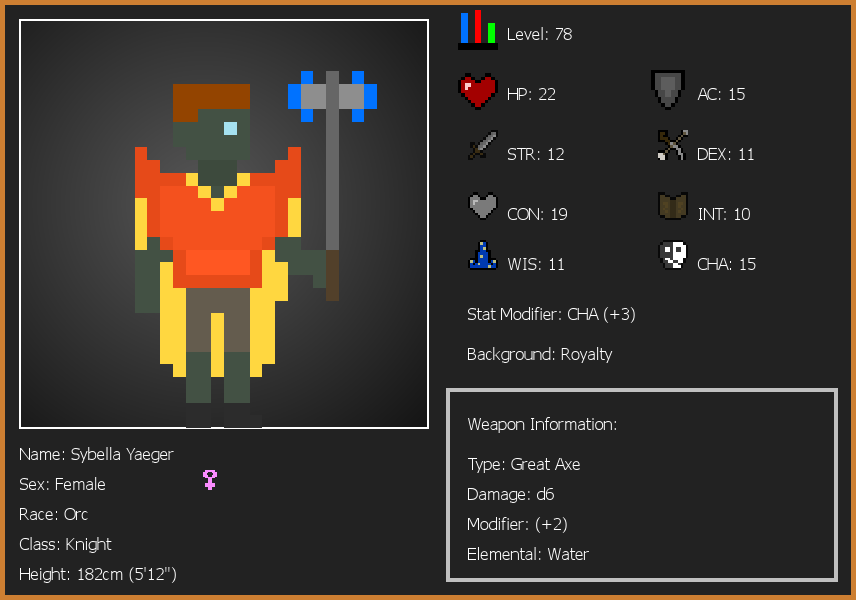 Level: 78
HP: 22
AC: 15
STR: 12
DEX: 11
CON: 19
INT: 10
WIS: 11
CHA: 15
Stat Modifier: CHA (+3)
Background: Royalty
Weapon Information:
Type: Great Axe
Damage: d6
Modifier: (+2)
Elemental: Water
Name: Sybella Yaeger
Sex: Female
Race: Orc
Class: Knight
Height: 182cm (5'12")